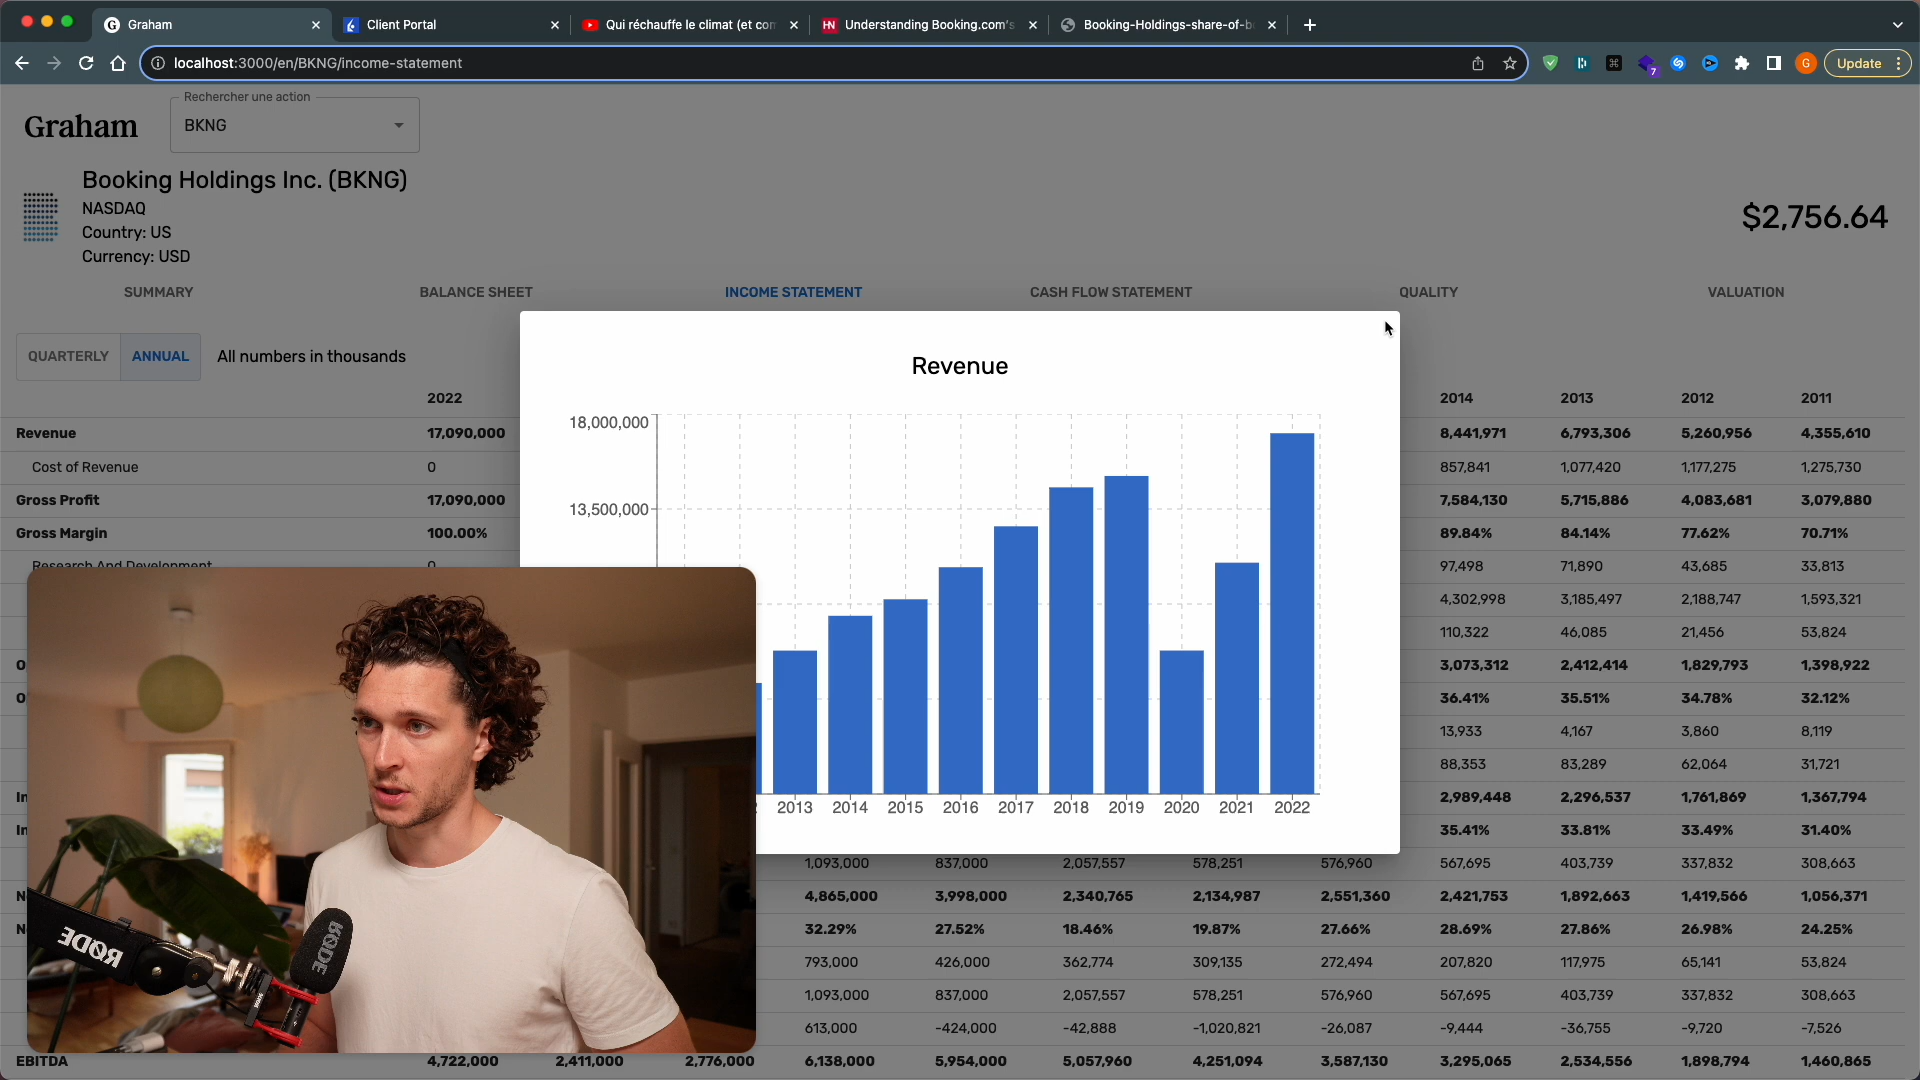 Graham
Client Portal
Qui réchauffe le climat (et con
Understanding Booking.com's
Booking-Holdings-share-of-b
localhost:3000/en/BKNG/income-statement
7
G
Update
Graham
Rechercher une action
BKNG
Booking Holdings Inc. (BKNG)
NASDAQ
Country: US
Currency: USD
$2,756.64
SUMMARY
BALANCE SHEET
INCOME STATEMENT
CASH FLOW STATEMENT
QUALITY
VALUATION
QUARTERLY
ANNUAL
All numbers in thousands
2022 2014 2013 2012 2011
Revenue 17,090,000 8,441,971 6,793,306 5,260,956 4,355,610
Cost of Revenue 0 857,841 1,077,420 1,177,275 1,275,730
Gross Profit 17,090,000 7,584,130 5,715,886 4,083,681 3,079,880
Gross Margin 100.00% 89.84% 84.14% 77.62% 70.71%
Research And Development 0 97,498 71,890 43,685 33,813
4,302,998 3,185,497 2,188,747 1,593,321
110,322 46,085 21,456 53,824
O 3,073,312 2,412,414 1,829,793 1,398,922
O 36.41% 35.51% 34.78% 32.12%
13,933 4,167 3,860 8,119
88,353 83,289 62,064 31,721
In 2,989,448 2,296,537 1,761,869 1,367,794
In 35.41% 33.81% 33.49% 31.40%
1,093,000 837,000 2,057,557 578,251 576,960 567,695 403,739 337,832 308,663
N 4,865,000 3,998,000 2,340,765 2,134,987 2,551,360 2,421,753 1,892,663 1,419,566 1,056,371
N 32.29% 27.52% 18.46% 19.87% 27.66% 28.69% 27.86% 26.98% 24.25%
793,000 426,000 362,774 309,135 272,494 207,820 117,975 65,141 53,824
1,093,000 837,000 2,057,557 578,251 576,960 567,695 403,739 337,832 308,663
613,000 -424,000 -42,888 -1,020,821 -26,087 -9,444 -36,755 -9,720 -7,526
EBITDA 4,722,000 2,411,000 2,776,000 6,138,000 5,954,000 5,057,960 4,251,094 3,587,130 3,295,065 2,534,556 1,898,794 1,460,865
Revenue
18,000,000
13,500,000
2013 2014 2015 2016 2017 2018 2019 2020 2021 2022
RØDE
RØDE